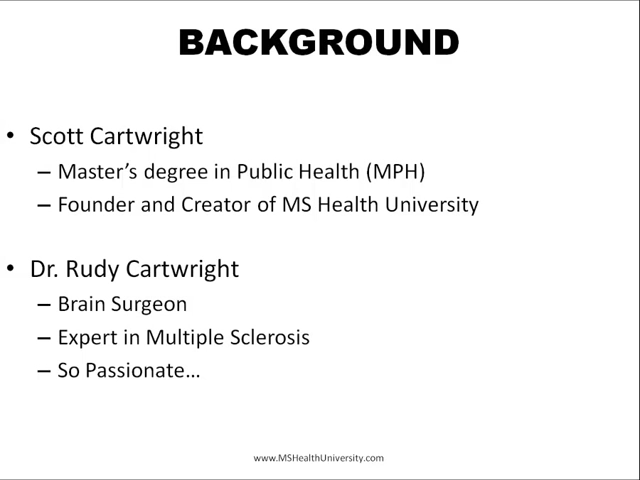 BACKGROUND
• Scott Cartwright
– Master’s degree in Public Health (MPH)
– Founder and Creator of MS Health University
• Dr. Rudy Cartwright
– Brain Surgeon
– Expert in Multiple Sclerosis
– So Passionate…
www.MSHealthUniversity.com